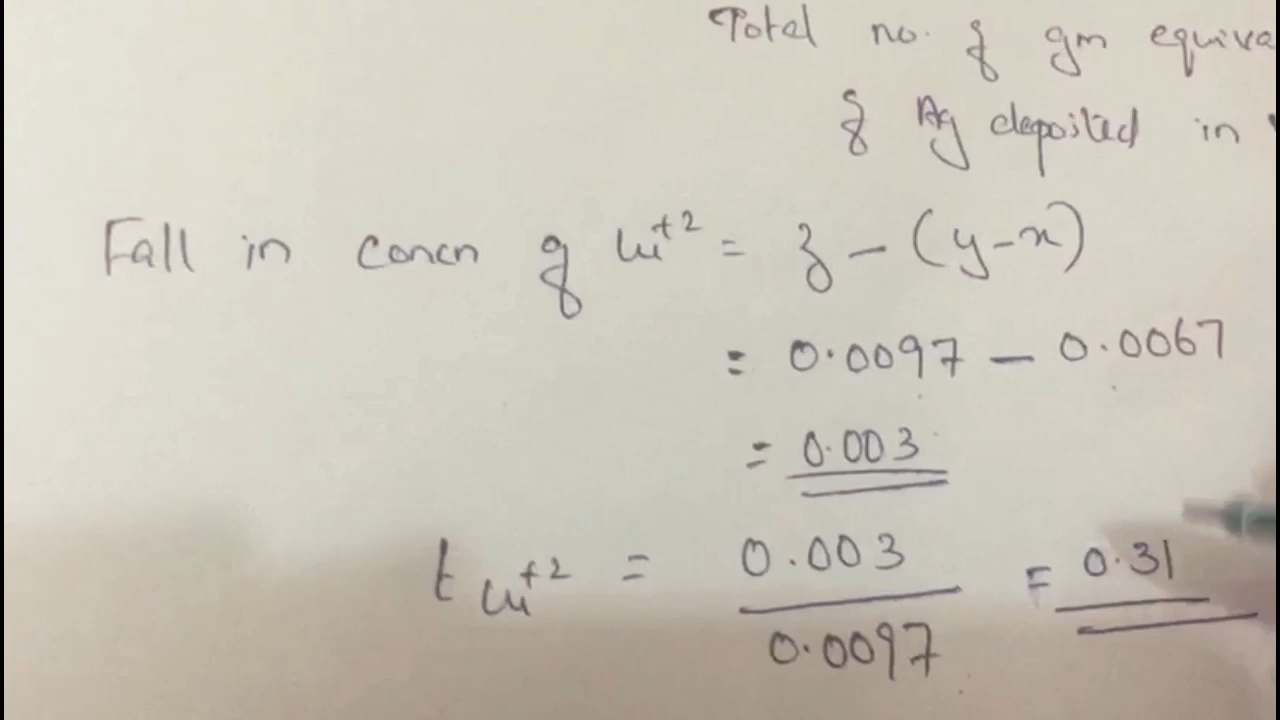 Total no. of gm equiva
of Ag deposited in
Fall in concn of Cu⁺² = z - (y-x)
= 0.0097 - 0.0067
= 0.003
t Cu⁺² = 0.003 / 0.0097 = 0.31